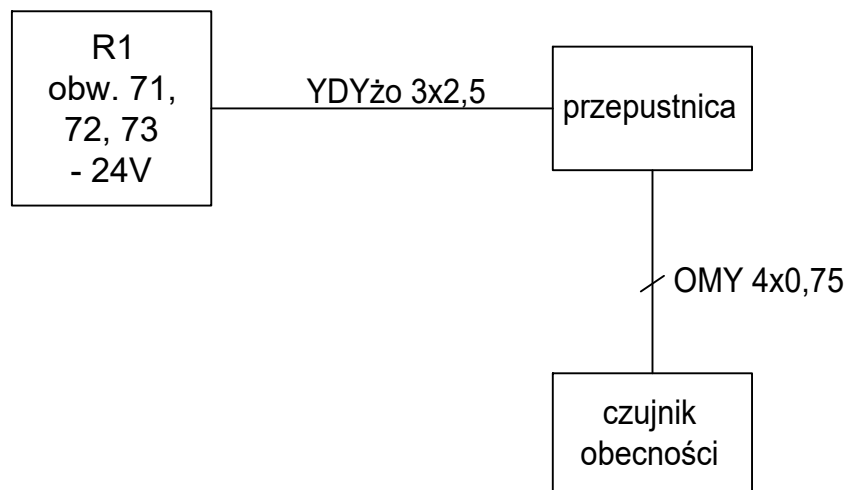 R1
obw. 71,
72, 73
- 24V
YDYżo 3x2,5
przepustnica
OMY 4x0,75
czujnik
obecności